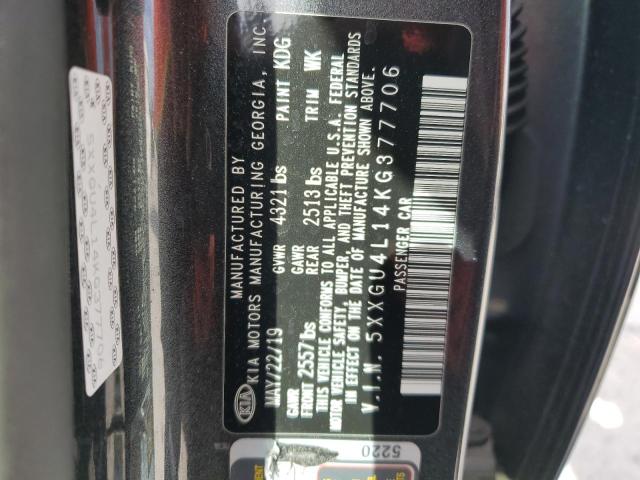 KIA
MANUFACTURED BY
KIA MOTORS MANUFACTURING GEORGIA, INC.
MAY/22/19 GVWR 4321 lbs PAINT KDG
GAWR FRONT 2557 lbs GAWR REAR 2513 lbs TRIM WK
THIS VEHICLE CONFORMS TO ALL APPLICABLE U.S.A. FEDERAL
MOTOR VEHICLE SAFETY, BUMPER, AND THEFT PREVENTION STANDARDS
IN EFFECT ON THE DATE OF MANUFACTURE SHOWN ABOVE.
V.I.N. 5XXGU4L14KG377706
PASSENGER CAR
5XXGU4L14KG377706
5220